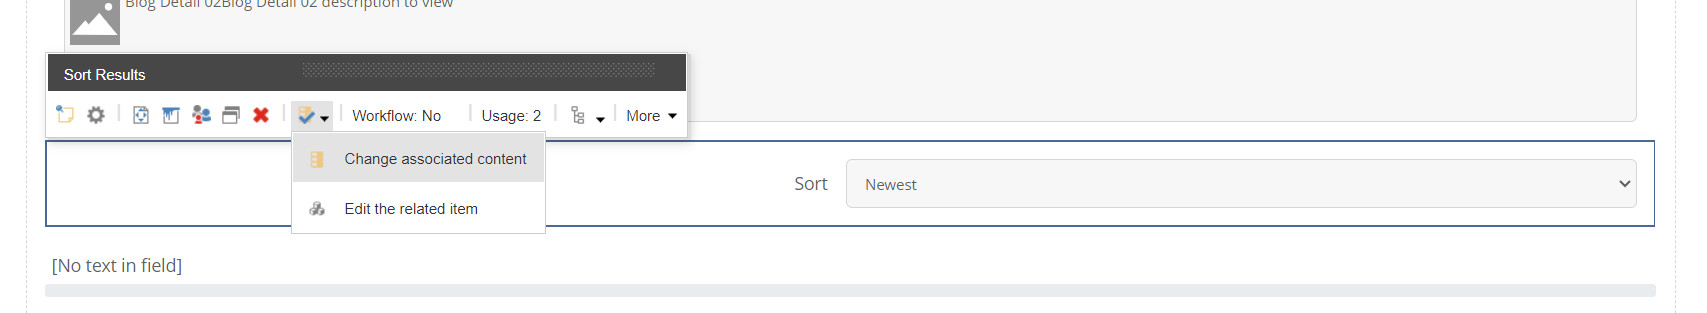 Blog Detail 02Blog Detail 02 description to view
Sort Results
Workflow: No
Usage: 2
More
Change associated content
Edit the related item
Sort
Newest
[No text in field]